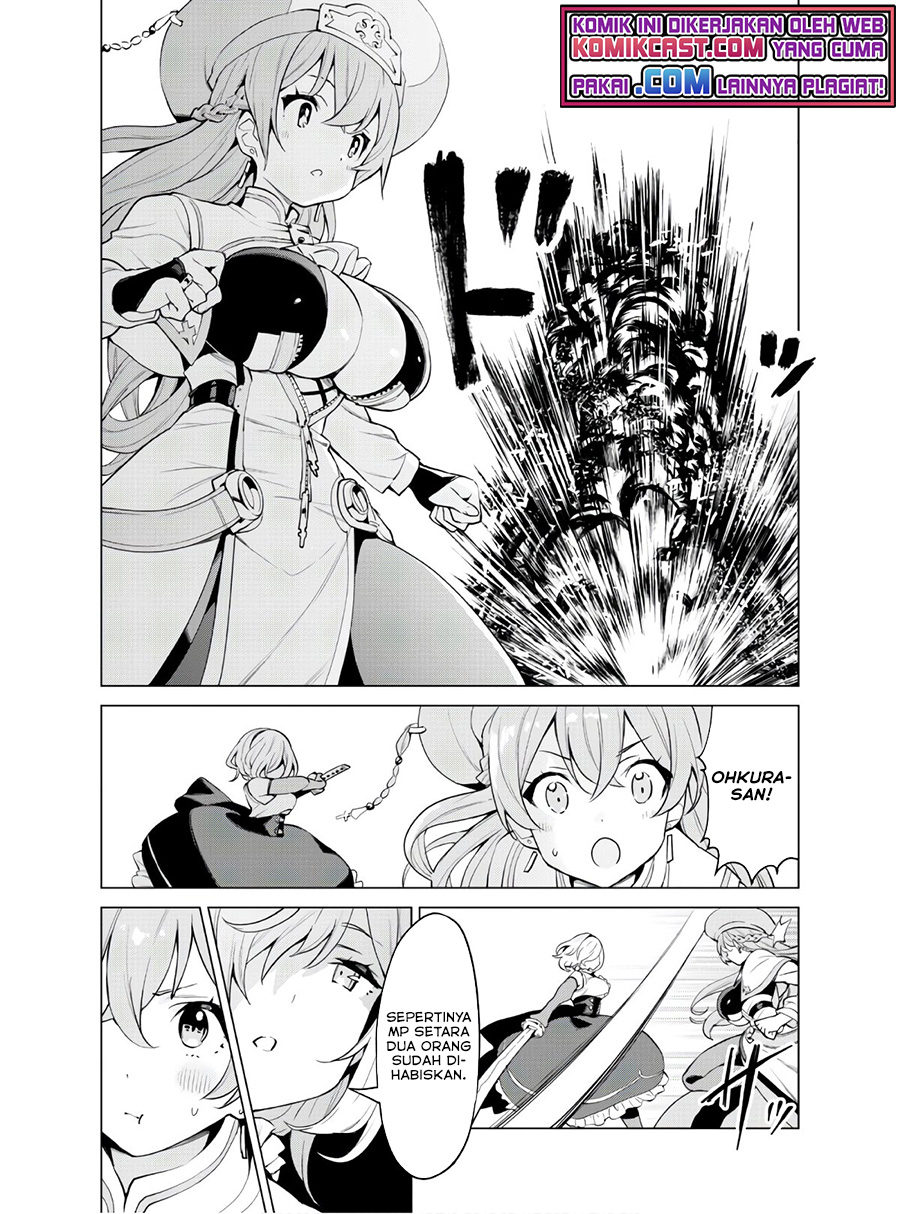 KOMIK INI DIKERJAKAN OLEH WEB
KOMIKCAST.COM YANG CUMA
PAKAI .COM LAINNYA PLAGIAT!
ドドッ
OHKURA-
SAN!
SEPERTINYA
MP SETARA
DUA ORANG
SUDAH DI-
HABISKAN.
ザッ